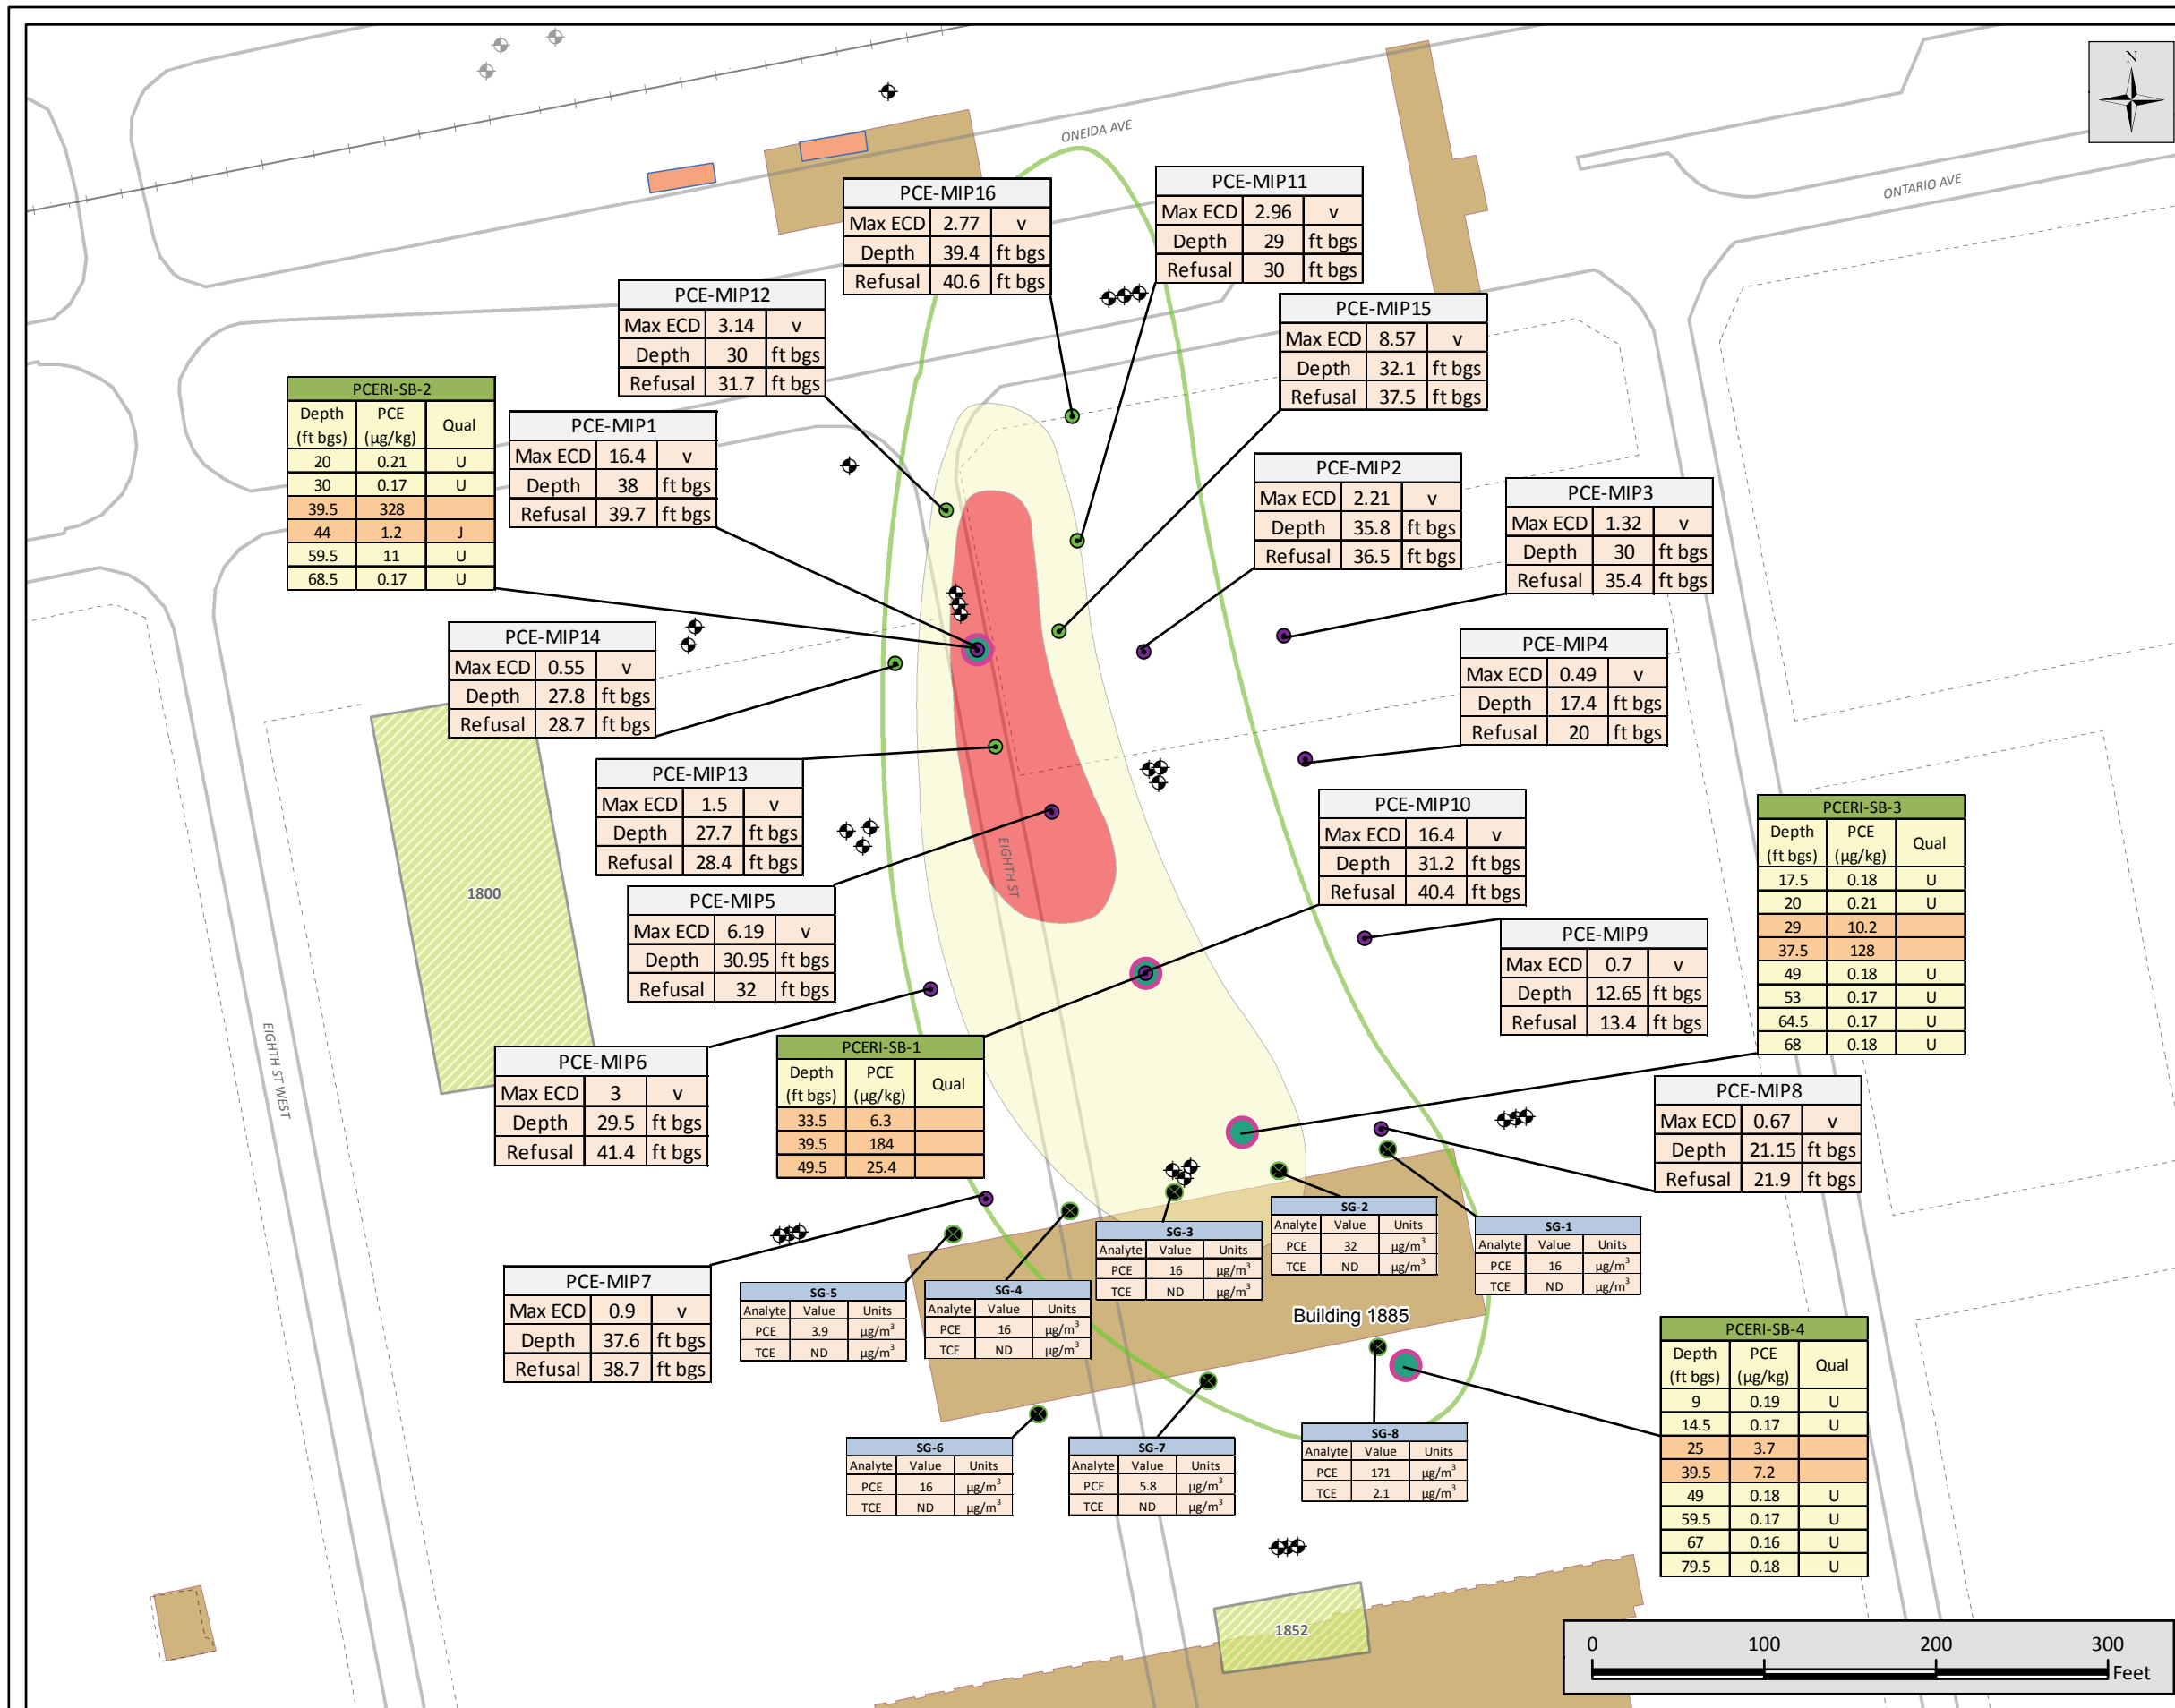 N
ONEIDA AVE
ONTARIO AVE
PCE-MIP16
Max ECD 2.77 v
Depth 39.4 ft bgs
Refusal 40.6 ft bgs
PCE-MIP11
Max ECD 2.96 v
Depth 29 ft bgs
Refusal 30 ft bgs
PCE-MIP12
Max ECD 3.14 v
Depth 30 ft bgs
Refusal 31.7 ft bgs
PCE-MIP15
Max ECD 8.57 v
Depth 32.1 ft bgs
Refusal 37.5 ft bgs
PCERI-SB-2
Depth (ft bgs) PCE (µg/kg) Qual
20 0.21 U
30 0.17 U
39.5 328
44 1.2 J
59.5 11 U
68.5 0.17 U
PCE-MIP1
Max ECD 16.4 v
Depth 38 ft bgs
Refusal 39.7 ft bgs
PCE-MIP2
Max ECD 2.21 v
Depth 35.8 ft bgs
Refusal 36.5 ft bgs
PCE-MIP3
Max ECD 1.32 v
Depth 30 ft bgs
Refusal 35.4 ft bgs
PCE-MIP14
Max ECD 0.55 v
Depth 27.8 ft bgs
Refusal 28.7 ft bgs
PCE-MIP4
Max ECD 0.49 v
Depth 17.4 ft bgs
Refusal 20 ft bgs
PCE-MIP13
Max ECD 1.5 v
Depth 27.7 ft bgs
Refusal 28.4 ft bgs
PCE-MIP10
Max ECD 16.4 v
Depth 31.2 ft bgs
Refusal 40.4 ft bgs
PCERI-SB-3
Depth (ft bgs) PCE (µg/kg) Qual
17.5 0.18 U
20 0.21 U
29 10.2
37.5 128
49 0.18 U
53 0.17 U
64.5 0.17 U
68 0.18 U
1800
EIGHTH ST
PCE-MIP5
Max ECD 6.19 v
Depth 30.95 ft bgs
Refusal 32 ft bgs
PCE-MIP9
Max ECD 0.7 v
Depth 12.65 ft bgs
Refusal 13.4 ft bgs
EIGHTH ST WEST
PCE-MIP6
Max ECD 3 v
Depth 29.5 ft bgs
Refusal 41.4 ft bgs
PCERI-SB-1
Depth (ft bgs) PCE (µg/kg) Qual
33.5 6.3
39.5 184
49.5 25.4
PCE-MIP8
Max ECD 0.67 v
Depth 21.15 ft bgs
Refusal 21.9 ft bgs
PCE-MIP7
Max ECD 0.9 v
Depth 37.6 ft bgs
Refusal 38.7 ft bgs
SG-5
Analyte Value Units
PCE 3.9 µg/m³
TCE ND µg/m³
SG-4
Analyte Value Units
PCE 16 µg/m³
TCE ND µg/m³
SG-3
Analyte Value Units
PCE 16 µg/m³
TCE ND µg/m³
SG-2
Analyte Value Units
PCE 32 µg/m³
TCE ND µg/m³
SG-1
Analyte Value Units
PCE 16 µg/m³
TCE ND µg/m³
Building 1885
PCERI-SB-4
Depth (ft bgs) PCE (µg/kg) Qual
9 0.19 U
14.5 0.17 U
25 3.7
39.5 7.2
49 0.18 U
59.5 0.17 U
67 0.16 U
79.5 0.18 U
SG-6
Analyte Value Units
PCE 16 µg/m³
TCE ND µg/m³
SG-7
Analyte Value Units
PCE 5.8 µg/m³
TCE ND µg/m³
SG-8
Analyte Value Units
PCE 171 µg/m³
TCE 2.1 µg/m³
1852
0 100 200 300
Feet